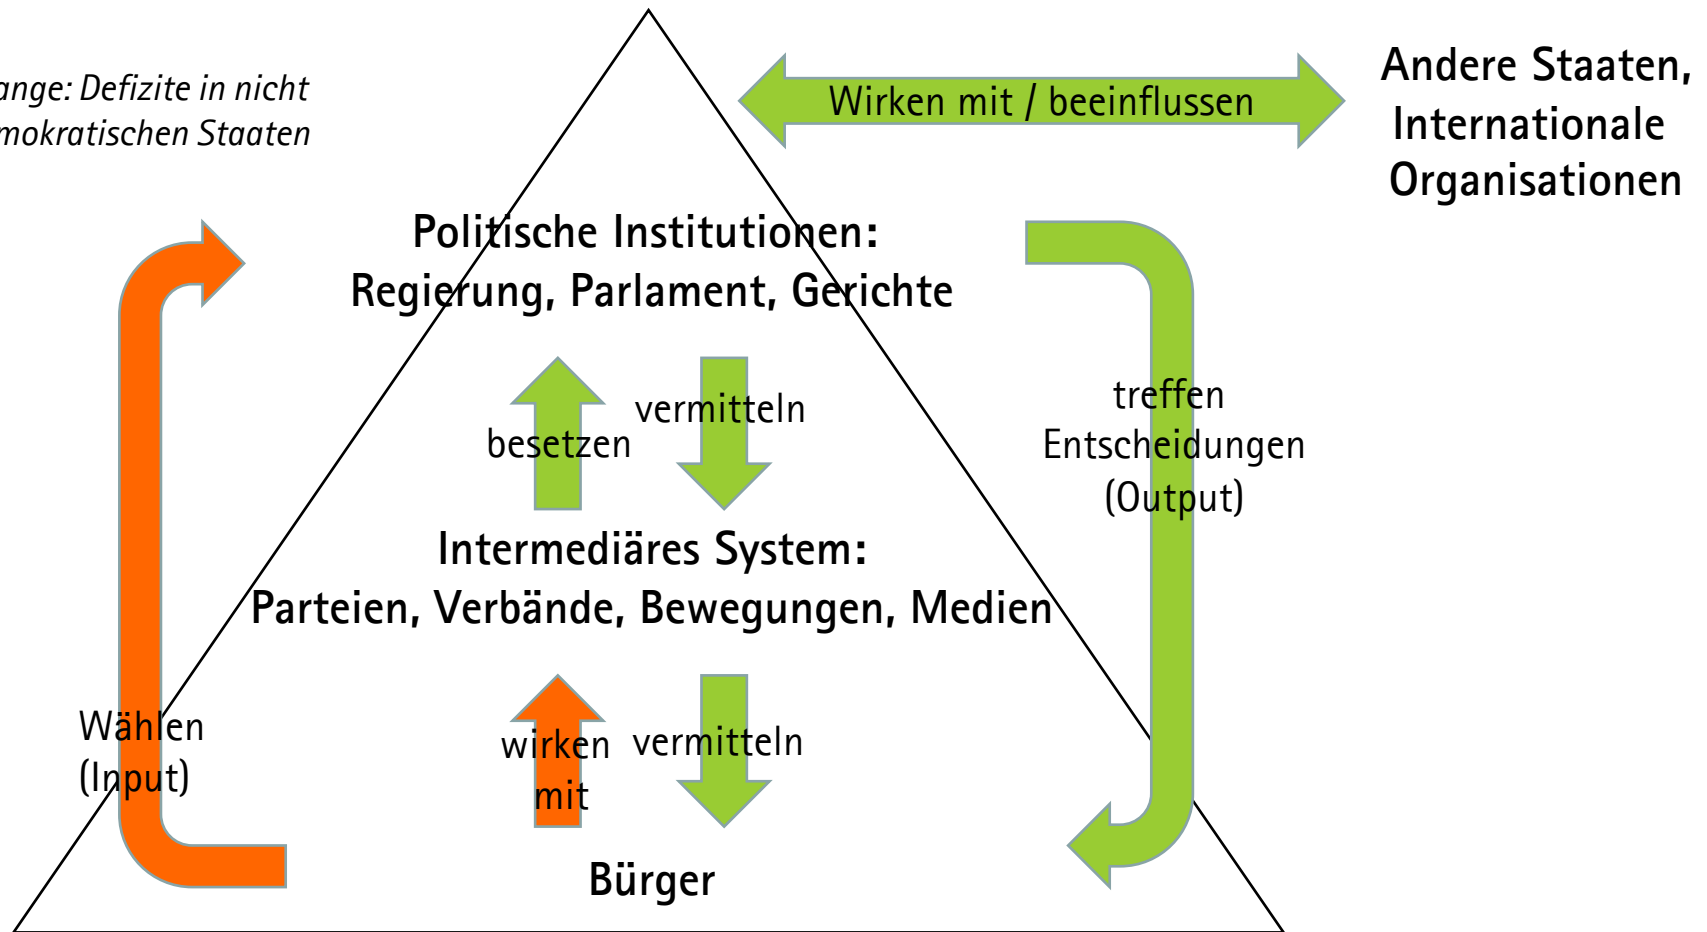 ange: Defizite in nicht
mokratischen Staaten
Wirken mit / beeinflussen
Andere Staaten,
Internationale
Organisationen
Politische Institutionen:
Regierung, Parlament, Gerichte
besetzen
vermitteln
treffen
Entscheidungen
(Output)
Intermediäres System:
Parteien, Verbände, Bewegungen, Medien
Wählen
(Input)
wirken
mit
vermitteln
Bürger